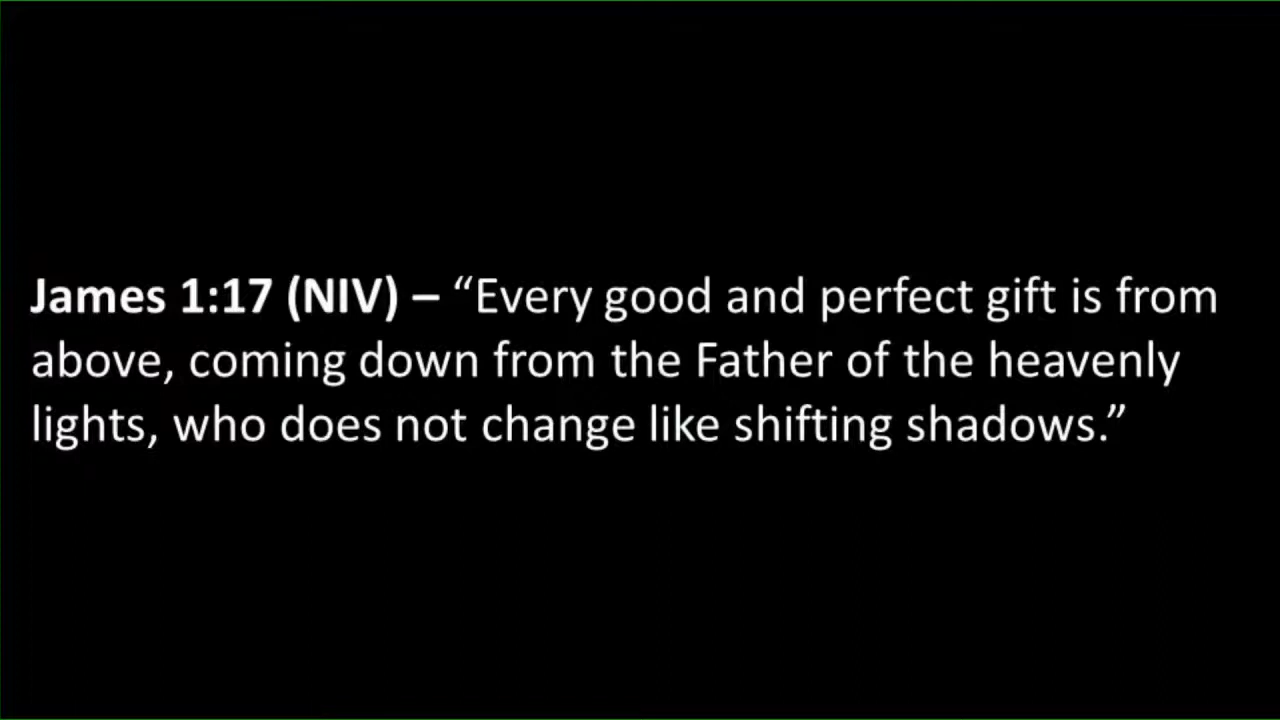 James 1:17 (NIV) – “Every good and perfect gift is from
above, coming down from the Father of the heavenly
lights, who does not change like shifting shadows.”